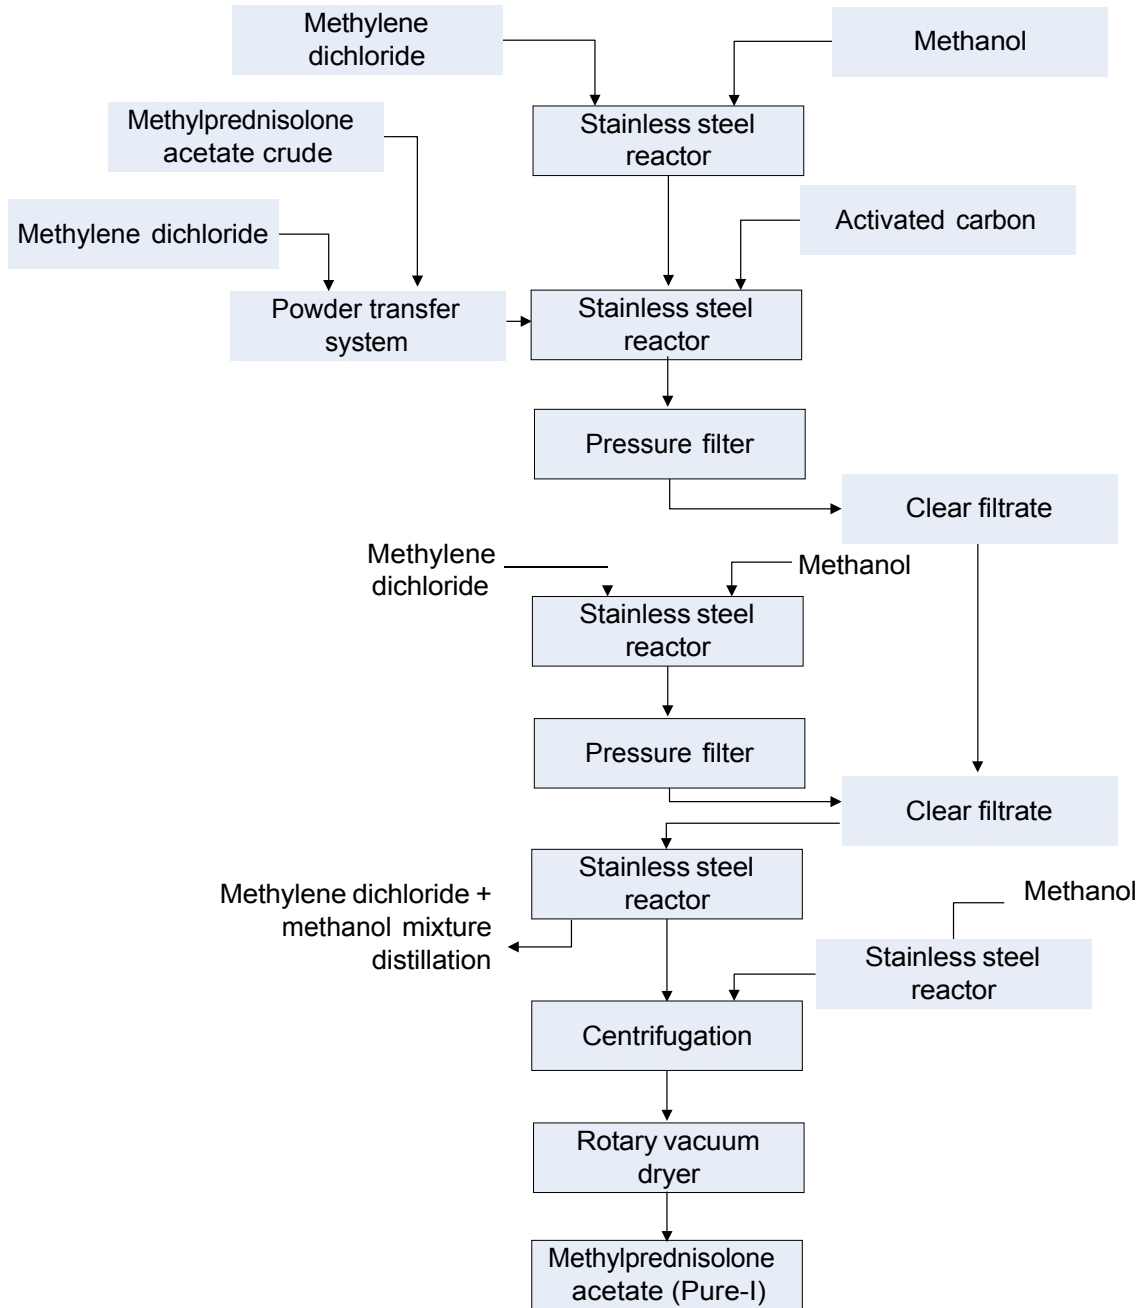 Methylene
dichloride
Methanol
Methylprednisolone
acetate crude
Stainless steel
reactor
Methylene dichloride
Activated carbon
Powder transfer
system
Stainless steel
reactor
Pressure filter
Clear filtrate
Methylene
dichloride
Methanol
Stainless steel
reactor
Pressure filter
Clear filtrate
Stainless steel
reactor
Methylene dichloride +
methanol mixture
distillation
Methanol
Stainless steel
reactor
Centrifugation
Rotary vacuum
dryer
Methylprednisolone
acetate (Pure-I)